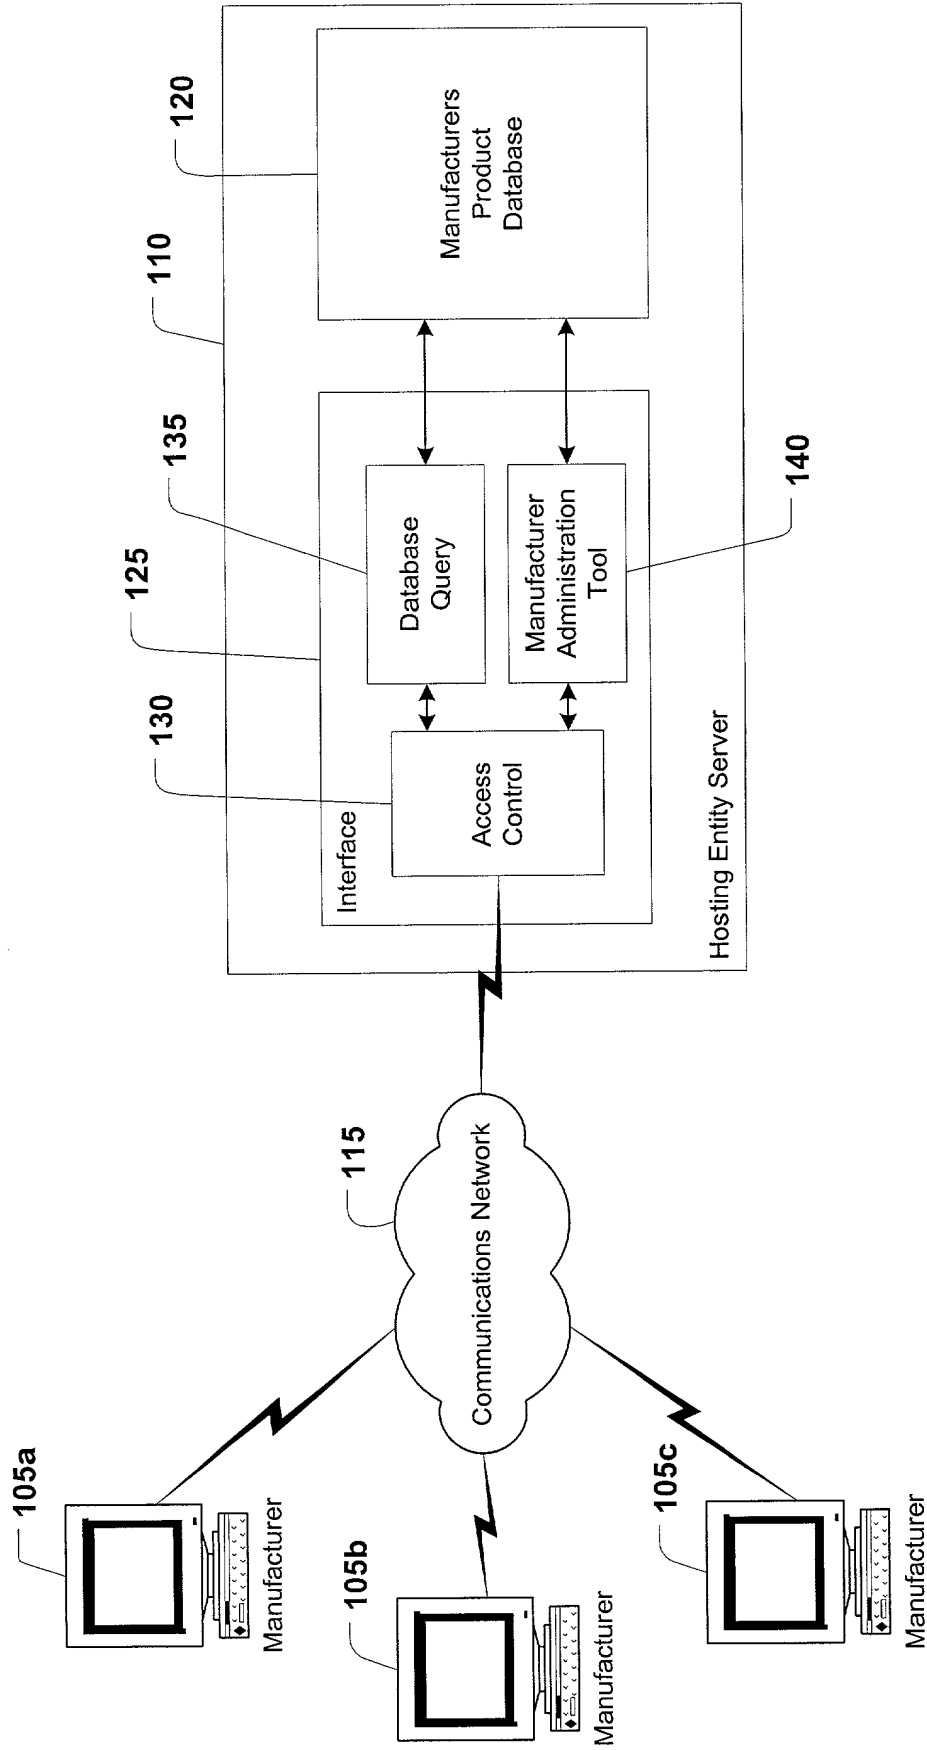 105a
Manufacturer
105b
Manufacturer
105c
Manufacturer
115
Communications Network
110
Hosting Entity Server
125
Interface
130
Access
Control
135
Database
Query
140
Manufacturer
Administration
Tool
120
Manufacturers
Product
Database